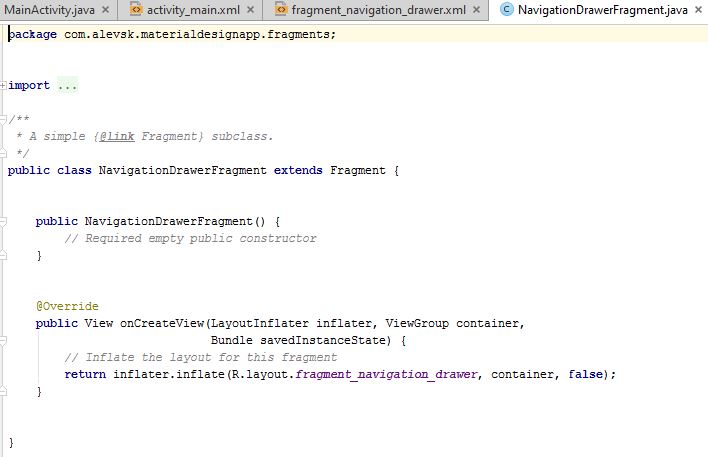 MainActivity.java × activity_main.xml × fragment_navigation_drawer.xml × C NavigationDrawerFragment.java ×
package com.alevsk.materialdesignapp.fragments;
import ...
/**
* A simple {@link Fragment} subclass.
*/
public class NavigationDrawerFragment extends Fragment {
public NavigationDrawerFragment() {
// Required empty public constructor
}
@Override
public View onCreateView(LayoutInflater inflater, ViewGroup container,
Bundle savedInstanceState) {
// Inflate the layout for this fragment
return inflater.inflate(R.layout.fragment_navigation_drawer, container, false);
}
}